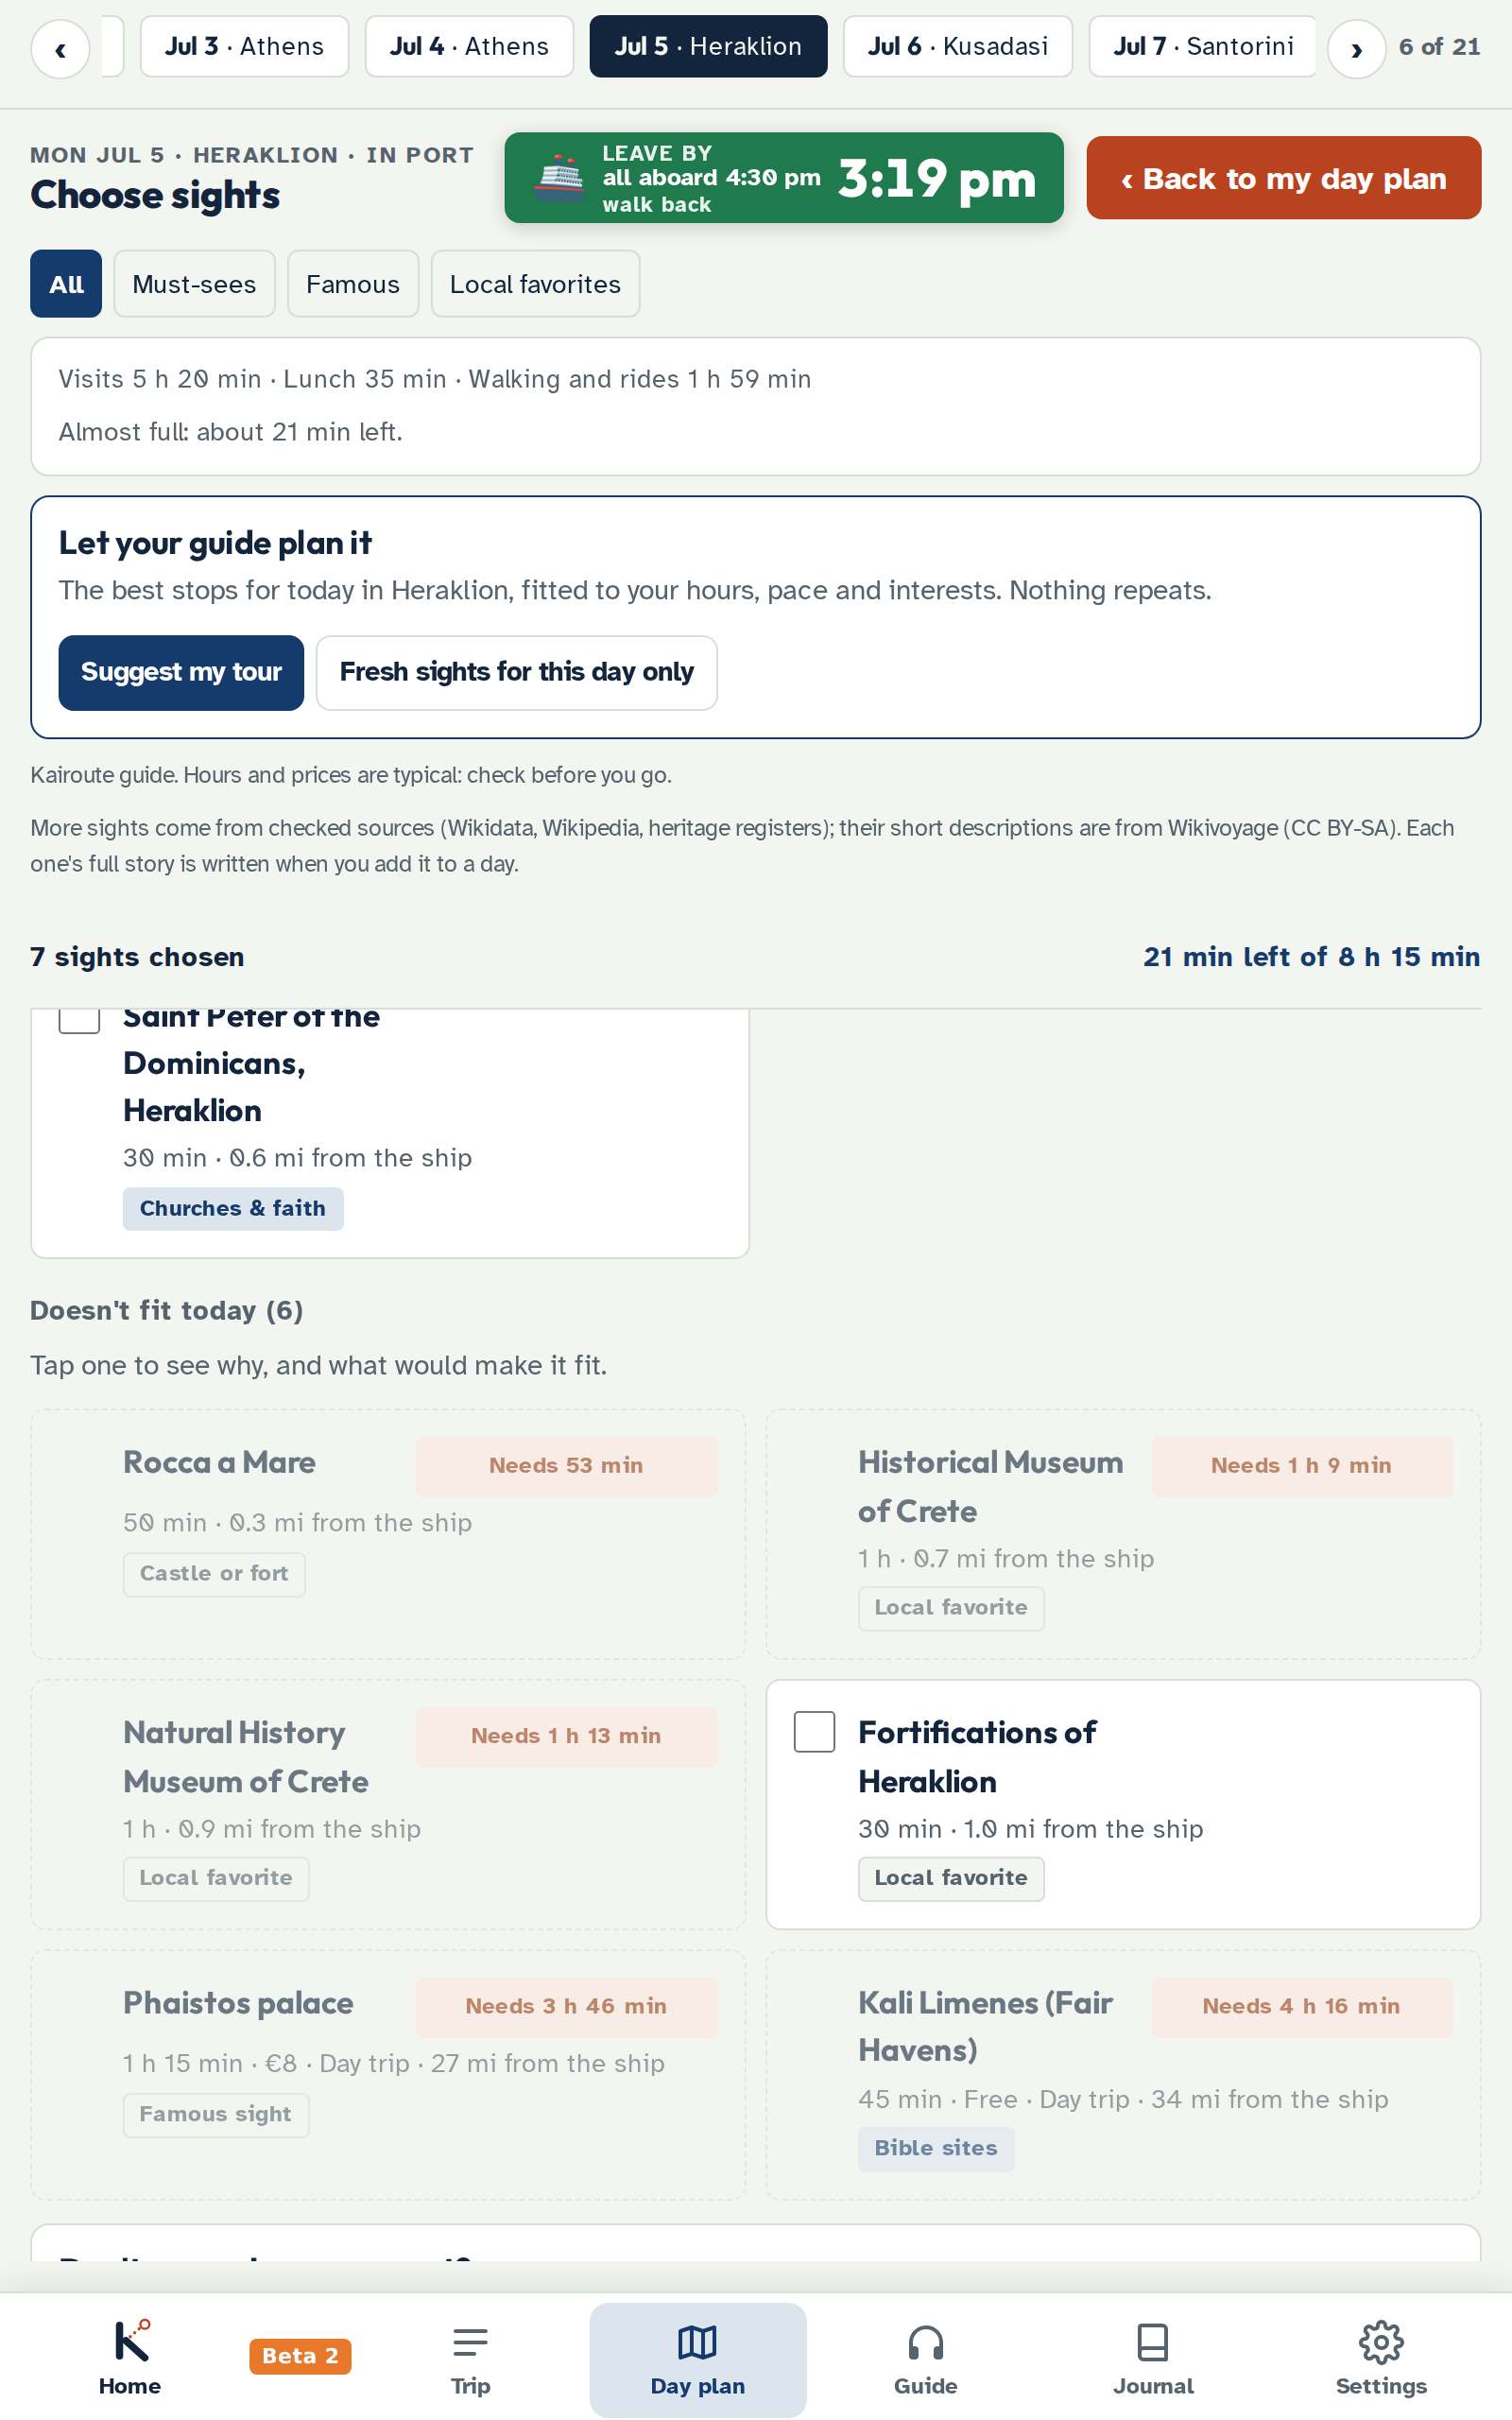 ‹
Jul 3 · Athens
Jul 4 · Athens
Jul 5 · Heraklion
Jul 6 · Kusadasi
Jul 7 · Santorini
›
6 of 21
MON JUL 5 · HERAKLION · IN PORT
Choose sights
LEAVE BY
all aboard 4:30 pm
walk back
3:19 pm
‹ Back to my day plan
All
Must-sees
Famous
Local favorites
Visits 5 h 20 min · Lunch 35 min · Walking and rides 1 h 59 min
Almost full: about 21 min left.
Let your guide plan it
The best stops for today in Heraklion, fitted to your hours, pace and interests. Nothing repeats.
Suggest my tour
Fresh sights for this day only
Kairoute guide. Hours and prices are typical: check before you go.
More sights come from checked sources (Wikidata, Wikipedia, heritage registers); their short descriptions are from Wikivoyage (CC BY-SA). Each
one's full story is written when you add it to a day.
7 sights chosen
21 min left of 8 h 15 min
Saint Peter of the
Dominicans,
Heraklion
30 min · 0.6 mi from the ship
Churches & faith
Doesn't fit today (6)
Tap one to see why, and what would make it fit.
Rocca a Mare
Needs 53 min
50 min · 0.3 mi from the ship
Castle or fort
Historical Museum
of Crete
Needs 1 h 9 min
1 h · 0.7 mi from the ship
Local favorite
Natural History
Museum of Crete
Needs 1 h 13 min
1 h · 0.9 mi from the ship
Local favorite
Fortifications of
Heraklion
30 min · 1.0 mi from the ship
Local favorite
Phaistos palace
Needs 3 h 46 min
1 h 15 min · €8 · Day trip · 27 mi from the ship
Famous sight
Kali Limenes (Fair
Havens)
Needs 4 h 16 min
45 min · Free · Day trip · 34 mi from the ship
Bible sites
Home
Beta 2
Trip
Day plan
Guide
Journal
Settings